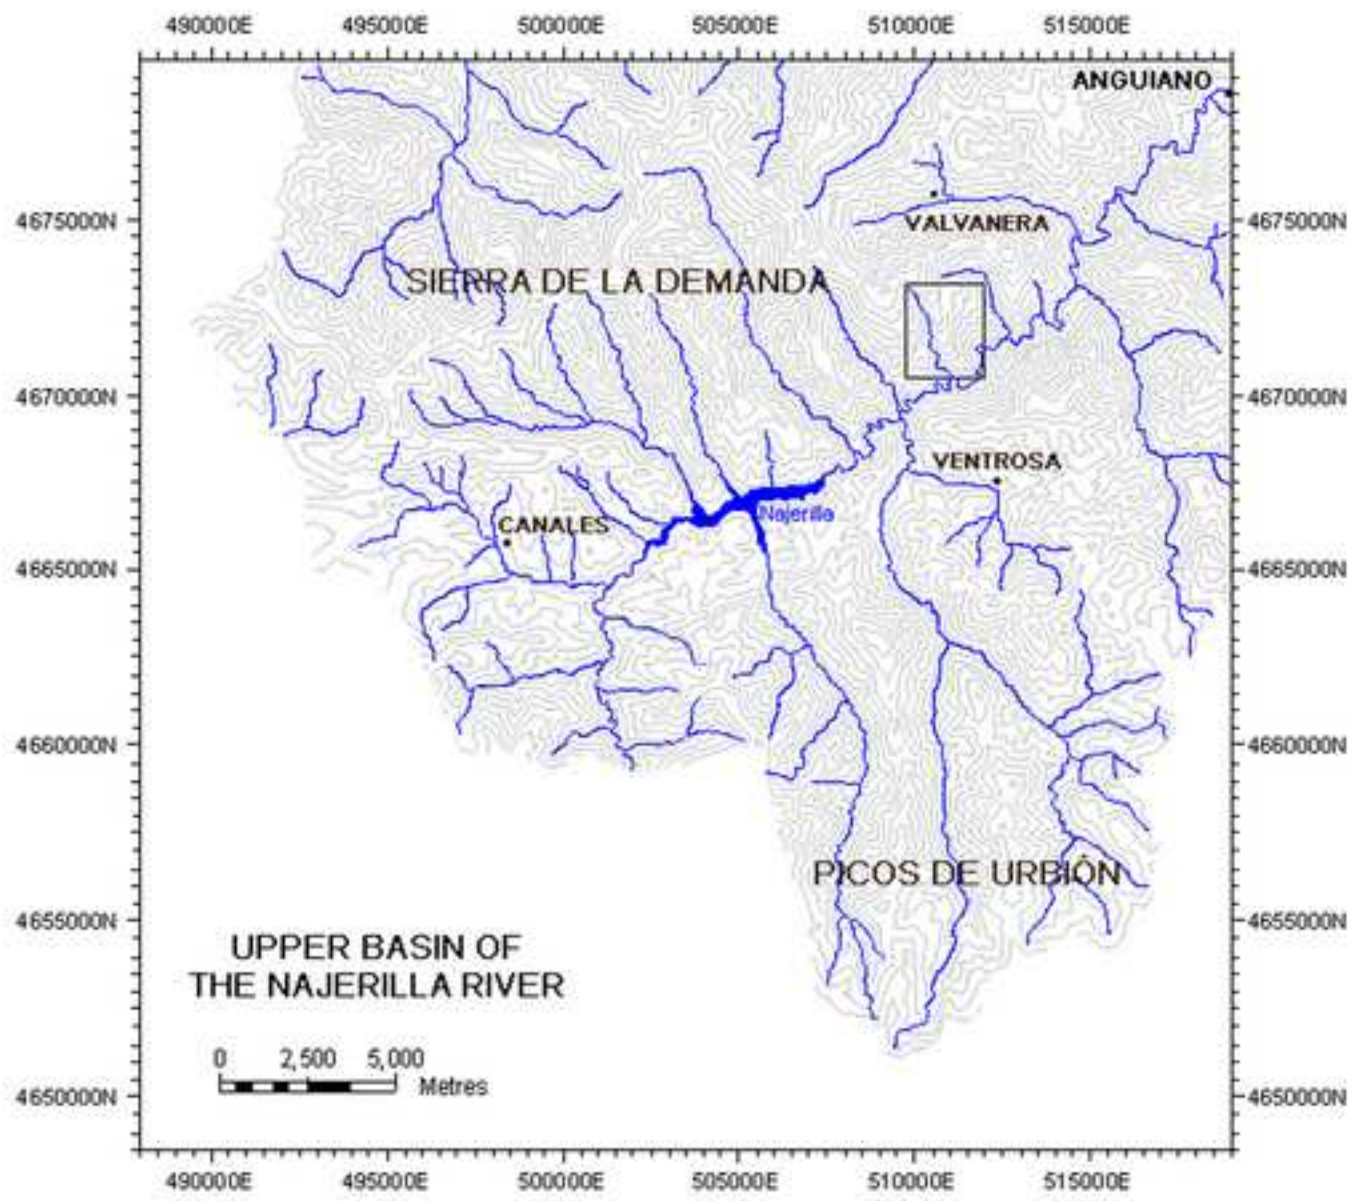 490000E 495000E 500000E 505000E 510000E 515000E
ANGUIANO
4675000N 4675000N
VALVANERA
SIERRA DE LA DEMANDA
4670000N 4670000N
VENTROSA
Najerilla
CANALES
4665000N 4665000N
4660000N 4660000N
PICOS DE URBIÓN
4655000N 4655000N
UPPER BASIN OF
THE NAJERILLA RIVER
0 2,500 5,000
Metres
4650000N 4650000N
490000E 495000E 500000E 505000E 510000E 515000E